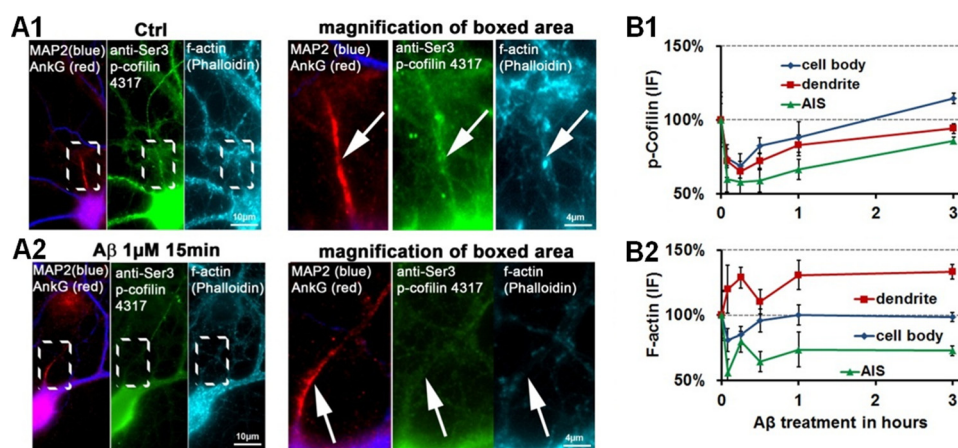 A1
Ctrl
MAP2(blue)
AnkG (red)
anti-Ser3
p-cofilin
4317
f-actin
(Phalloidin)
10µm
magnification of boxed area
MAP2 (blue)
AnkG (red)
anti-Ser3
p-cofilin 4317
f-actin
(Phalloidin)
4µm
A2
Aβ 1µM 15min
MAP2(blue)
AnkG (red)
anti-Ser3
p-cofilin
4317
f-actin
(Phalloidin)
10µm
magnification of boxed area
MAP2 (blue)
AnkG (red)
anti-Ser3
p-cofilin 4317
f-actin
(Phalloidin)
4µm
B1
150%
100%
50%
p-Cofilin (IF)
cell body
dendrite
AIS
0
1
2
3
B2
150%
100%
50%
F-actin (IF)
dendrite
cell body
AIS
0
1
2
3
Aβ treatment in hours